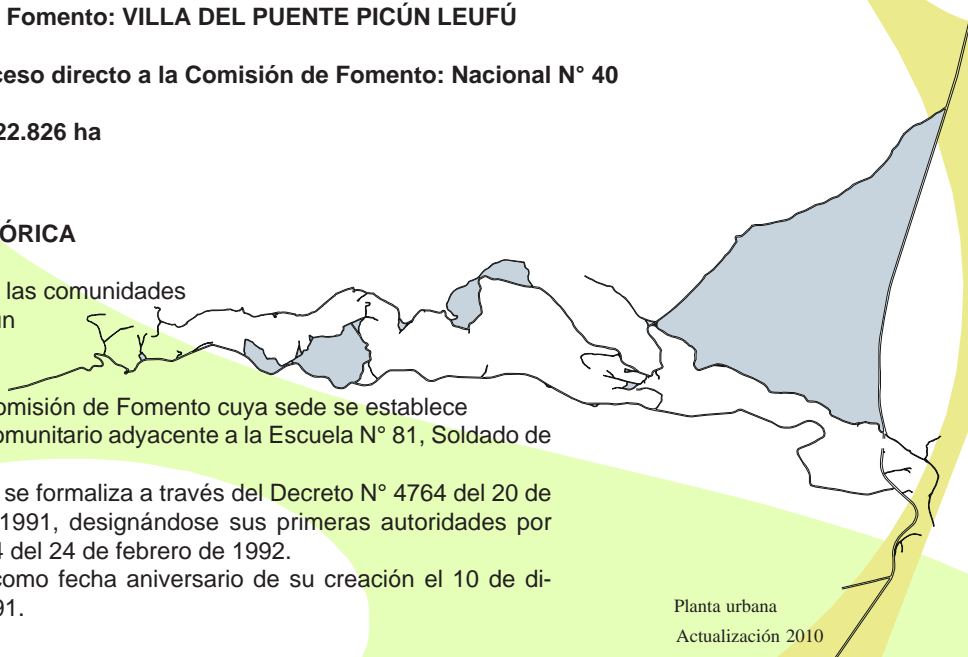 Fomento: VILLA DEL PUENTE PICÚN LEUFÚ
ceso directo a la Comisión de Fomento: Nacional N° 40
22.826 ha
ÓRICA
las comunidades
un
omisión de Fomento cuya sede se establece
omunitario adyacente a la Escuela N° 81, Soldado de
se formaliza a través del Decreto N° 4764 del 20 de
1991, designándose sus primeras autoridades por
4 del 24 de febrero de 1992.
como fecha aniversario de su creación el 10 de di-
91.
Planta urbana
Actualización 2010